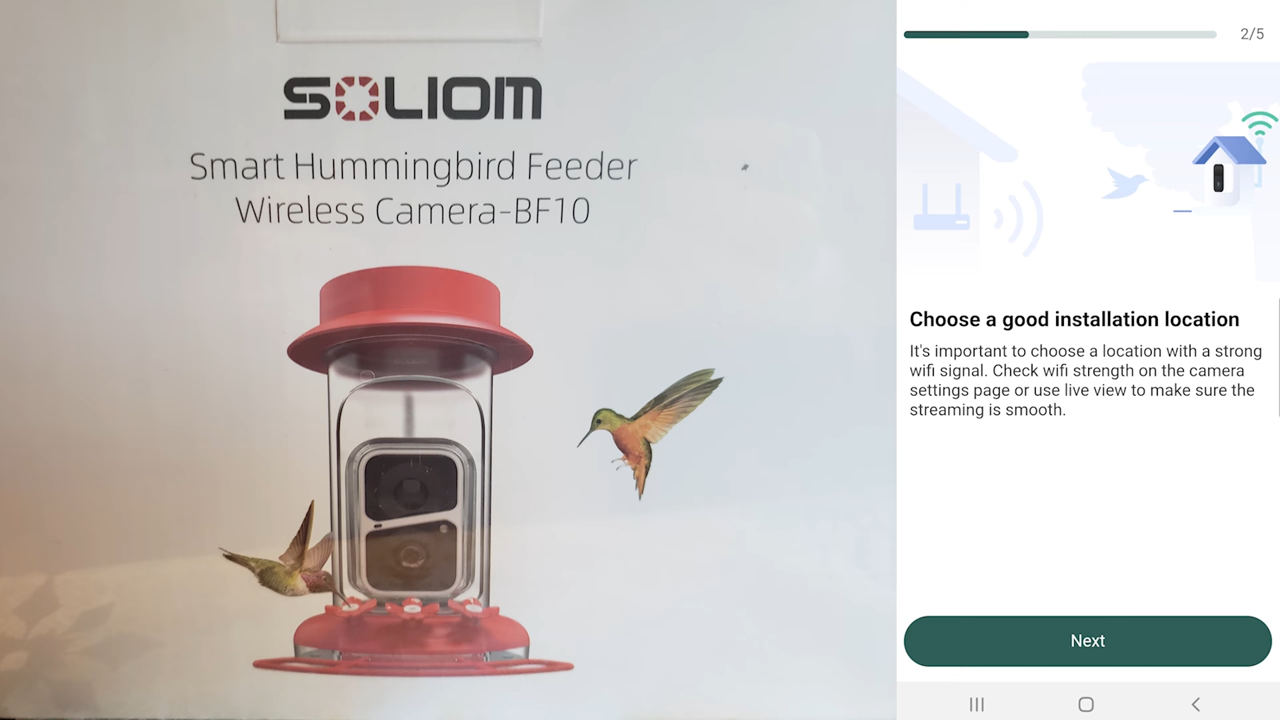 SOLIOM
Smart Hummingbird Feeder
Wireless Camera-BF10
2/5
Choose a good installation location
It's important to choose a location with a strong
wifi signal. Check wifi strength on the camera
settings page or use live view to make sure the
streaming is smooth.
Next